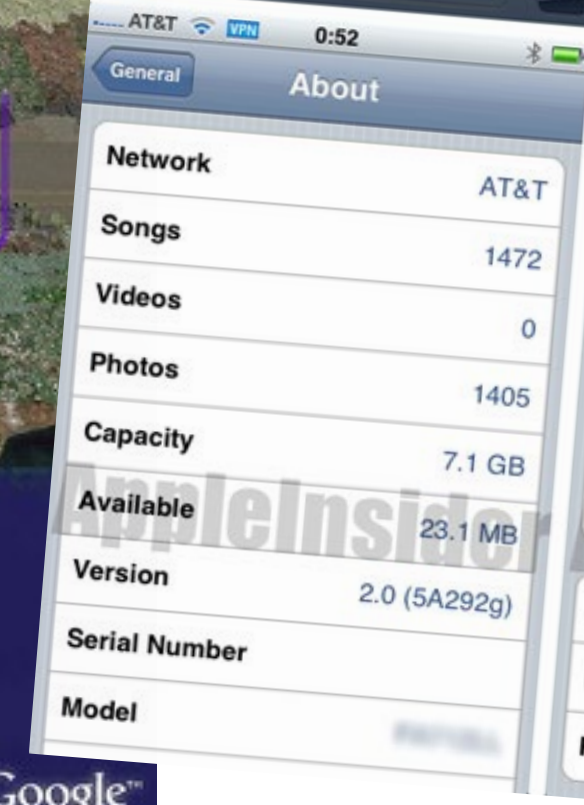 AT&T VPN 0:52
General About
Network AT&T
Songs 1472
Videos 0
Photos 1405
Capacity 7.1 GB
Available 23.1 MB
AppleInsider
Version 2.0 (5A292g)
Serial Number
Model
Google™